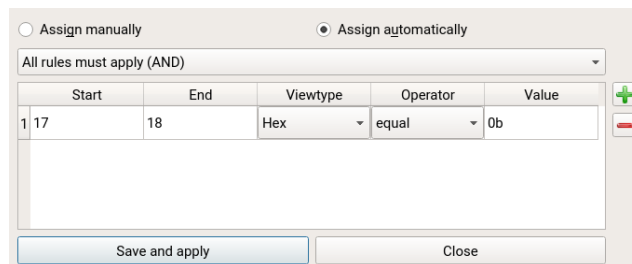 Assign manually Assign automatically
All rules must apply (AND)
Start End Viewtype Operator Value
1 17 18 Hex equal 0b
Save and apply Close